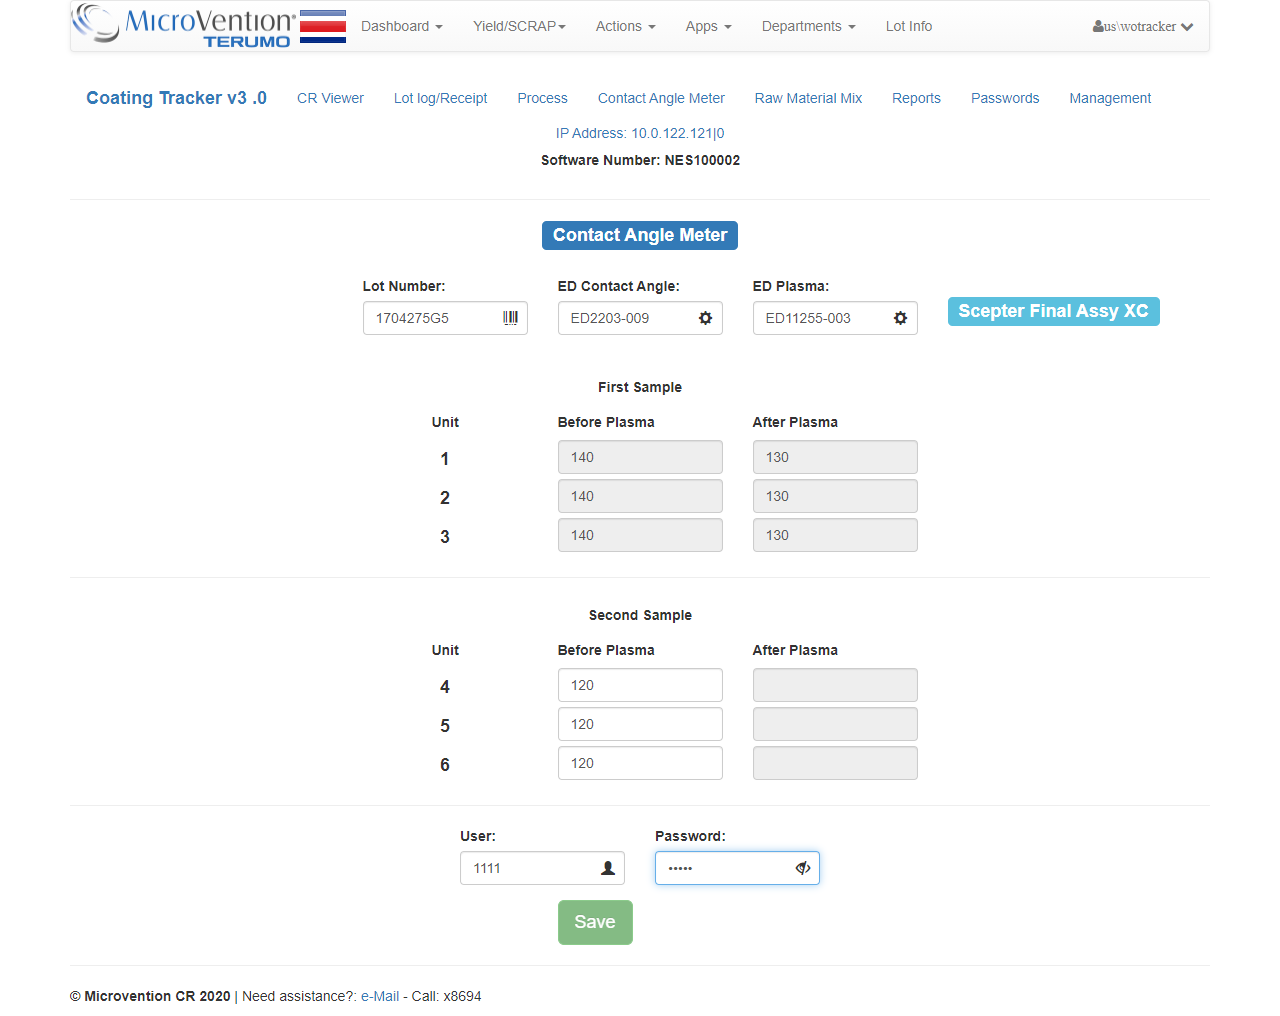 MICROVENTION®
TERUMO
Dashboard Yield/SCRAP Actions Apps Departments Lot Info us\wotracker
Coating Tracker v3 .0 CR Viewer Lot log/Receipt Process Contact Angle Meter Raw Material Mix Reports Passwords Management
IP Address: 10.0.122.121|0
Software Number: NES100002
Contact Angle Meter
Lot Number: ED Contact Angle: ED Plasma:
1704275G5 ED2203-009 ED11255-003 Scepter Final Assy XC
First Sample
Unit Before Plasma After Plasma
1 140 130
2 140 130
3 140 130
Second Sample
Unit Before Plasma After Plasma
4 120
5 120
6 120
User: Password:
1111 •••••
Save
© Microvention CR 2020 | Need assistance?: e-Mail - Call: x8694